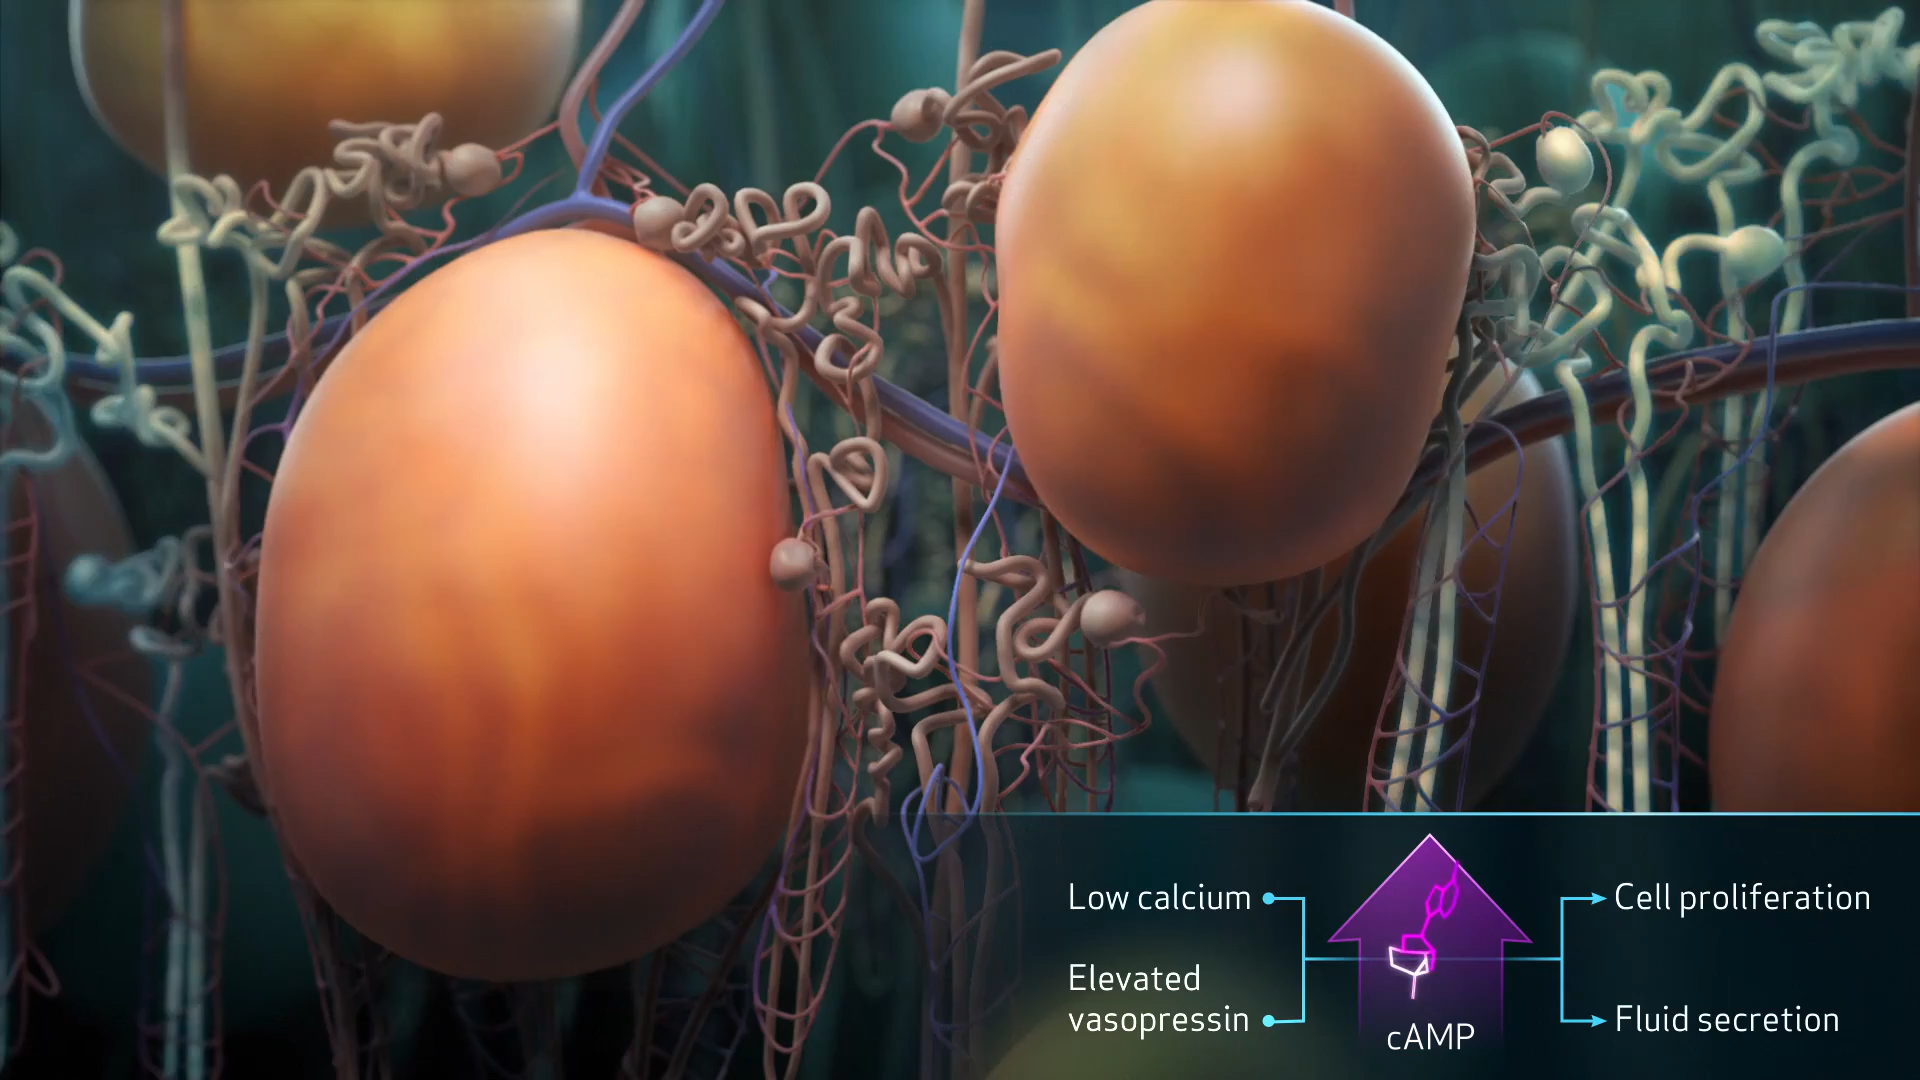 Low calcium
Elevated
vasopressin
cAMP
Cell proliferation
Fluid secretion